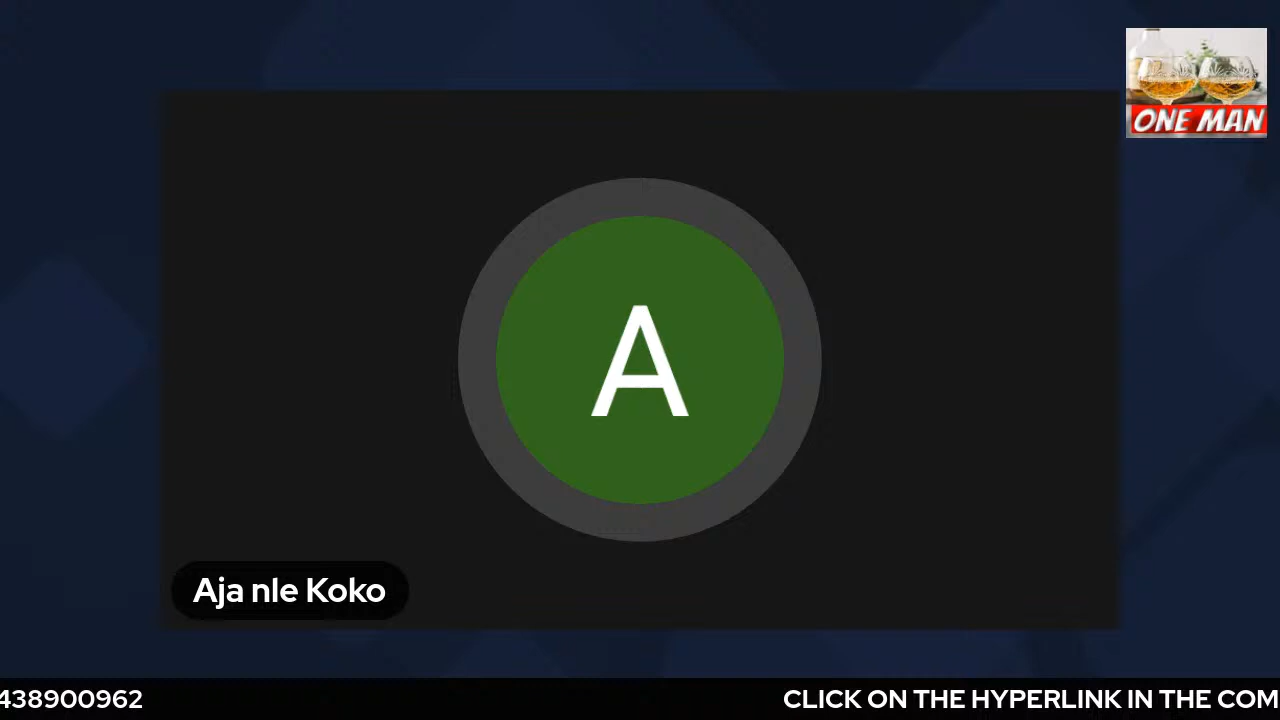 ONE MAN
A
Aja nle Koko
438900962
CLICK ON THE HYPERLINK IN THE COM